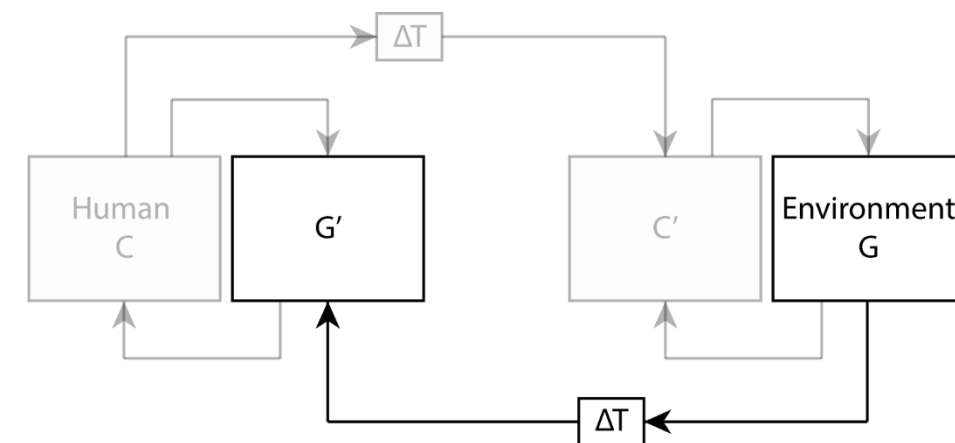 ΔT
Human
C
G’
C’
Environment
G
ΔT